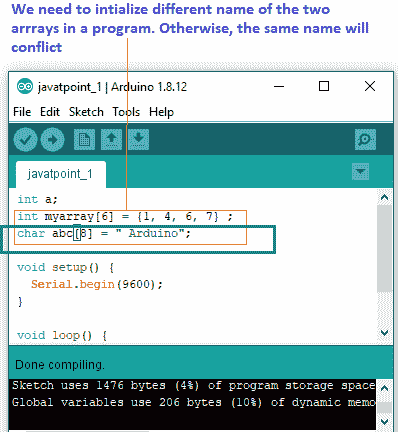 We need to intialize different name of the two
arrrays in a program. Otherwise, the same name will
conflict
javatpoint_1 | Arduino 1.8.12
File Edit Sketch Tools Help
javatpoint_1
int a;
int myarray[6] = {1, 4, 6, 7} ;
char abc[8] = " Arduino";
void setup() {
Serial.begin(9600);
}
void loop() {
Done compiling.
Sketch uses 1476 bytes (4%) of program storage space
Global variables use 206 bytes (10%) of dynamic memo